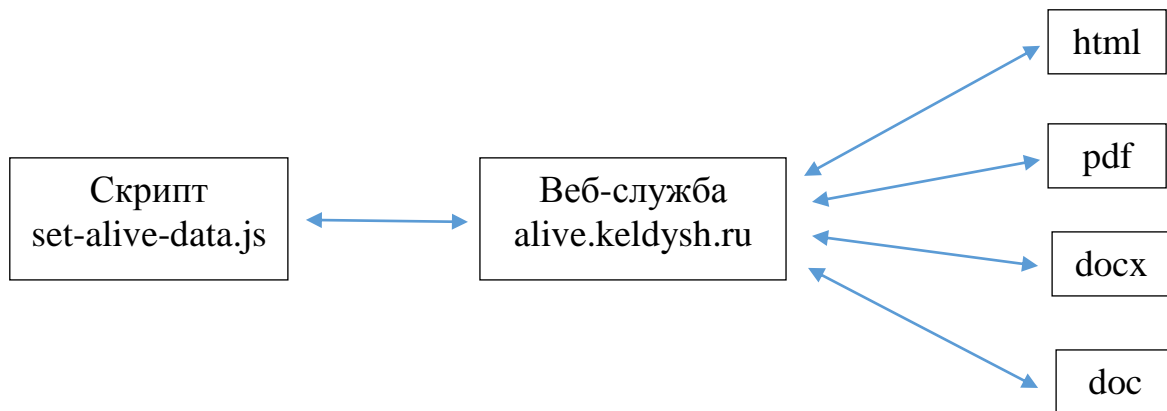 Скрипт
set-alive-data.js
Веб-служба
alive.keldysh.ru
html
pdf
docx
doc